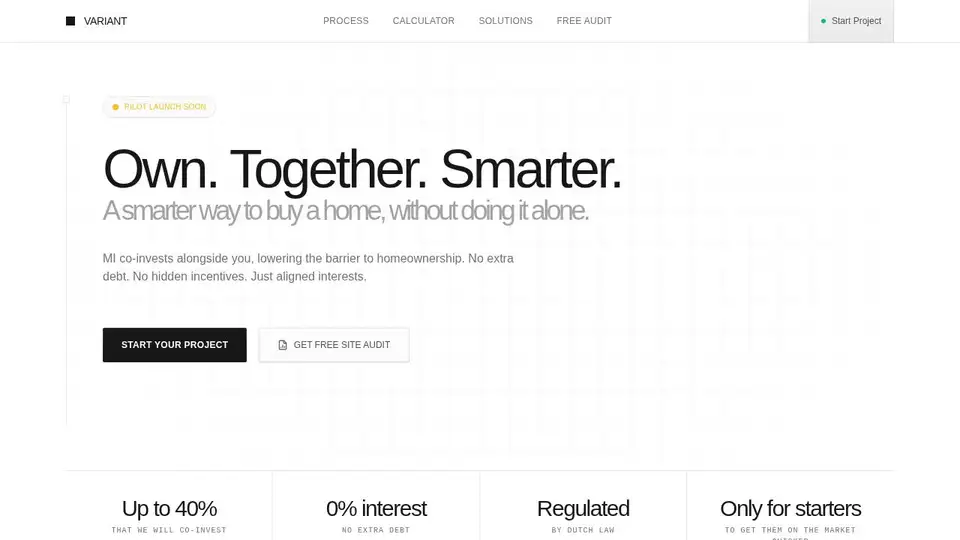 VARIANT
PROCESS
CALCULATOR
SOLUTIONS
FREE AUDIT
Start Project
PILOT LAUNCH SOON
Own. Together. Smarter.
A smarter way to buy a home, without doing it alone.
MI co-invests alongside you, lowering the barrier to homeownership. No extra
debt. No hidden incentives. Just aligned interests.
START YOUR PROJECT
GET FREE SITE AUDIT
Up to 40%
THAT WE WILL CO-INVEST
0% interest
NO EXTRA DEBT
Regulated
BY DUTCH LAW
Only for starters
TO GET THEM ON THE MARKET